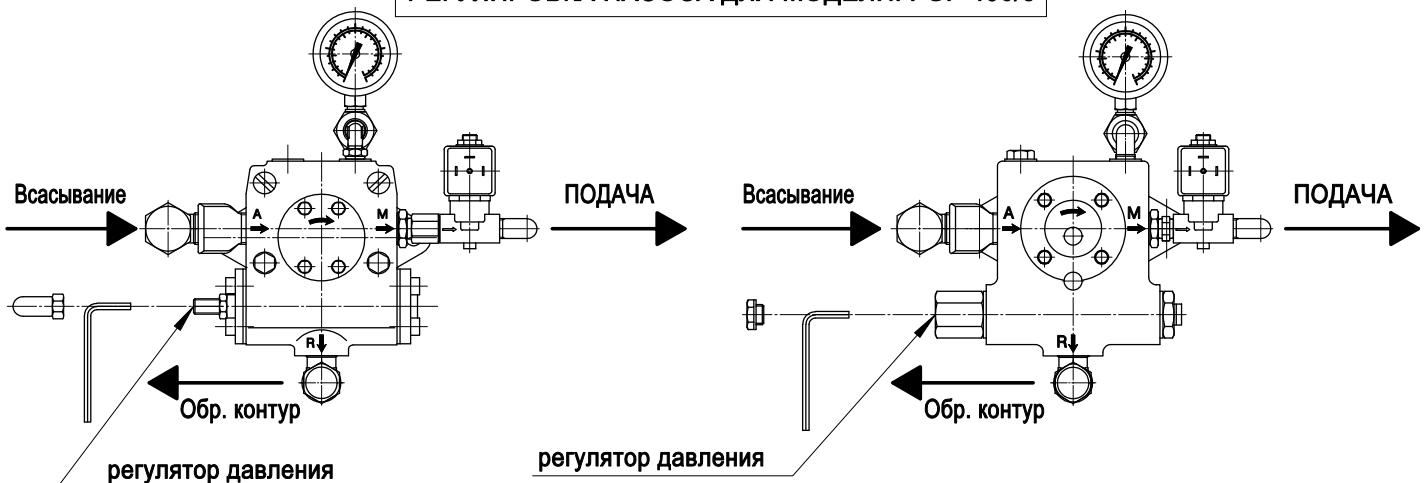 Всасывание
ПОДАЧА
Всасывание
ПОДАЧА
A
M
A
M
R
R
Обр. контур
Обр. контур
регулятор давления
регулятор давления